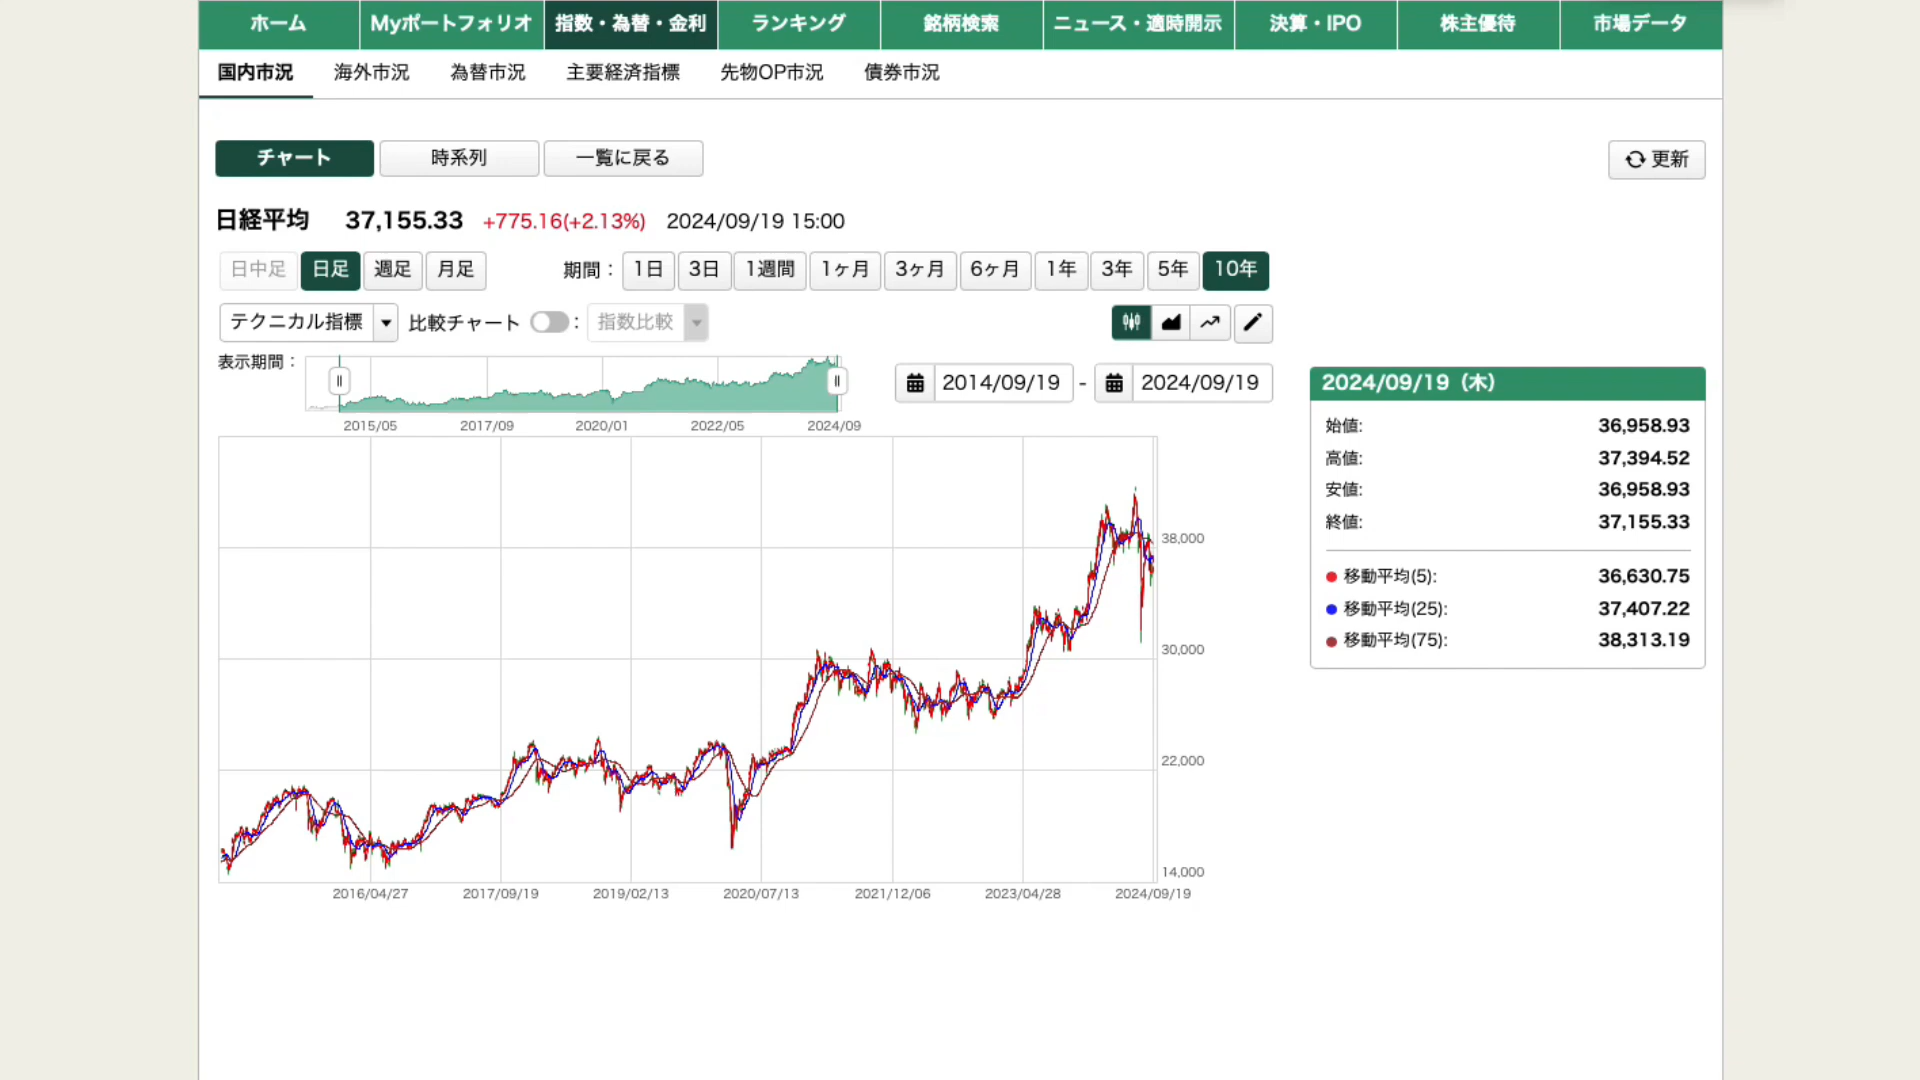 ホーム Myポートフォリオ 指数・為替・金利 ランキング 銘柄検索 ニュース・適時開示 決算・IPO 株主優待 市場データ
国内市況 海外市況 為替市況 主要経済指標 先物OP市況 債券市況
チャート 時系列 一覧に戻る 更新
日経平均 37,155.33 +775.16(+2.13%) 2024/09/19 15:00
日中足 日足 週足 月足 期間： 1日 3日 1週間 1ヶ月 3ヶ月 6ヶ月 1年 3年 5年 10年
テクニカル指標 比較チャート : 指数比較
表示期間：
2014/09/19 - 2024/09/19
2015/05 2017/09 2020/01 2022/05 2024/09
38,000
30,000
22,000
14,000
2016/04/27 2017/09/19 2019/02/13 2020/07/13 2021/12/06 2023/04/28 2024/09/19
2024/09/19（木）
始値: 36,958.93
高値: 37,394.52
安値: 36,958.93
終値: 37,155.33
移動平均(5): 36,630.75
移動平均(25): 37,407.22
移動平均(75): 38,313.19